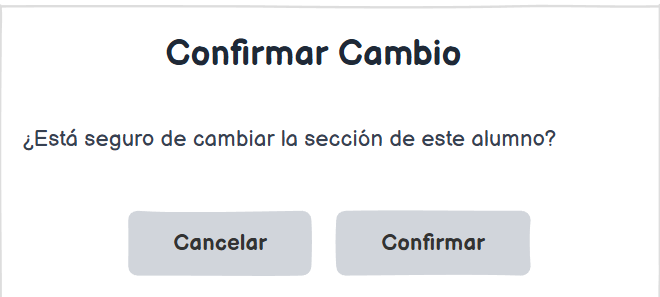 Confirmar Cambio
¿Está seguro de cambiar la sección de este alumno?
Cancelar
Confirmar